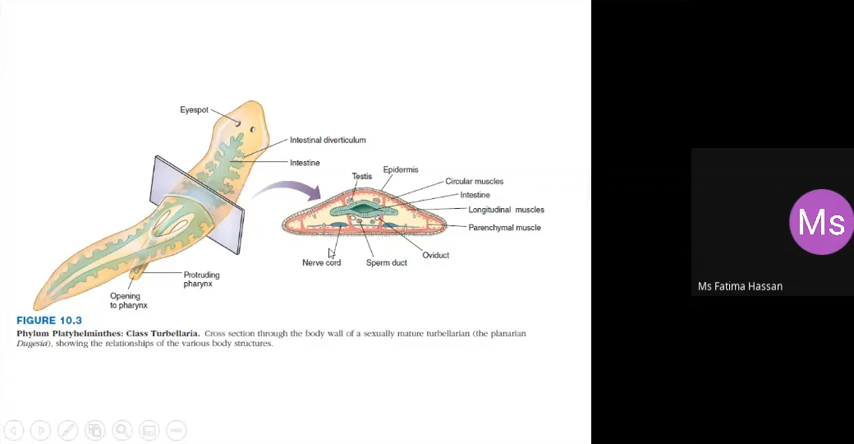 Eyespot
Intestinal diverticulum
Intestine
Protruding
pharynx
Opening
to pharynx
Testis
Epidermis
Circular muscles
Intestine
Longitudinal muscles
Parenchymal muscle
Oviduct
Sperm duct
Nerve cord
FIGURE 10.3
Phylum Platyhelminthes: Class Turbellaria. Cross section through the body wall of a sexually mature turbellarian (the planarian
Dugesia), showing the relationships of the various body structures.
Ms
Ms Fatima Hassan